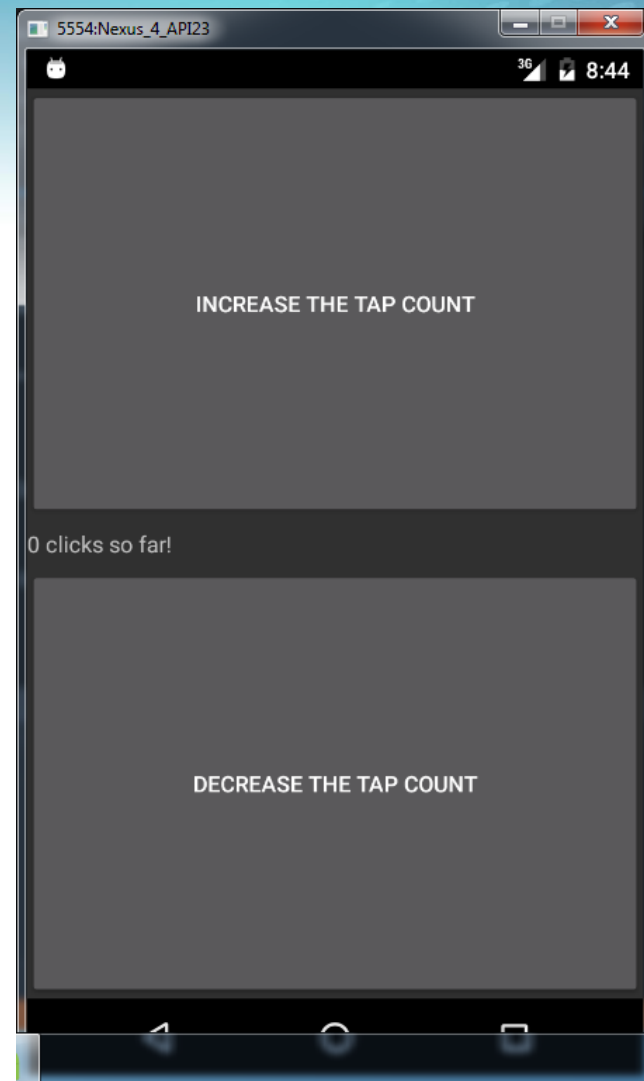 5554:Nexus_4_API23
3G 8:44
INCREASE THE TAP COUNT
0 clicks so far!
DECREASE THE TAP COUNT